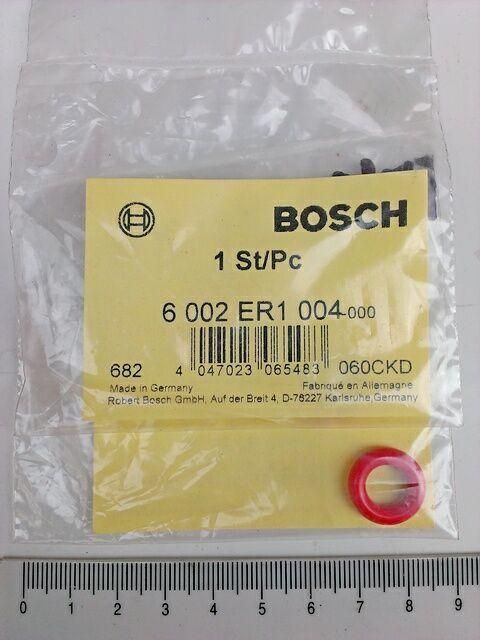 BOSCH
1 St/Pc
6 002 ER1 004-000
682 4 047023 065483 060CKD
Made in Germany Fabriqué en Allemagne
Robert Bosch GmbH, Auf der Breit 4, D-76227 Karlsruhe,Germany
0 1 2 3 4 5 6 7 8 9